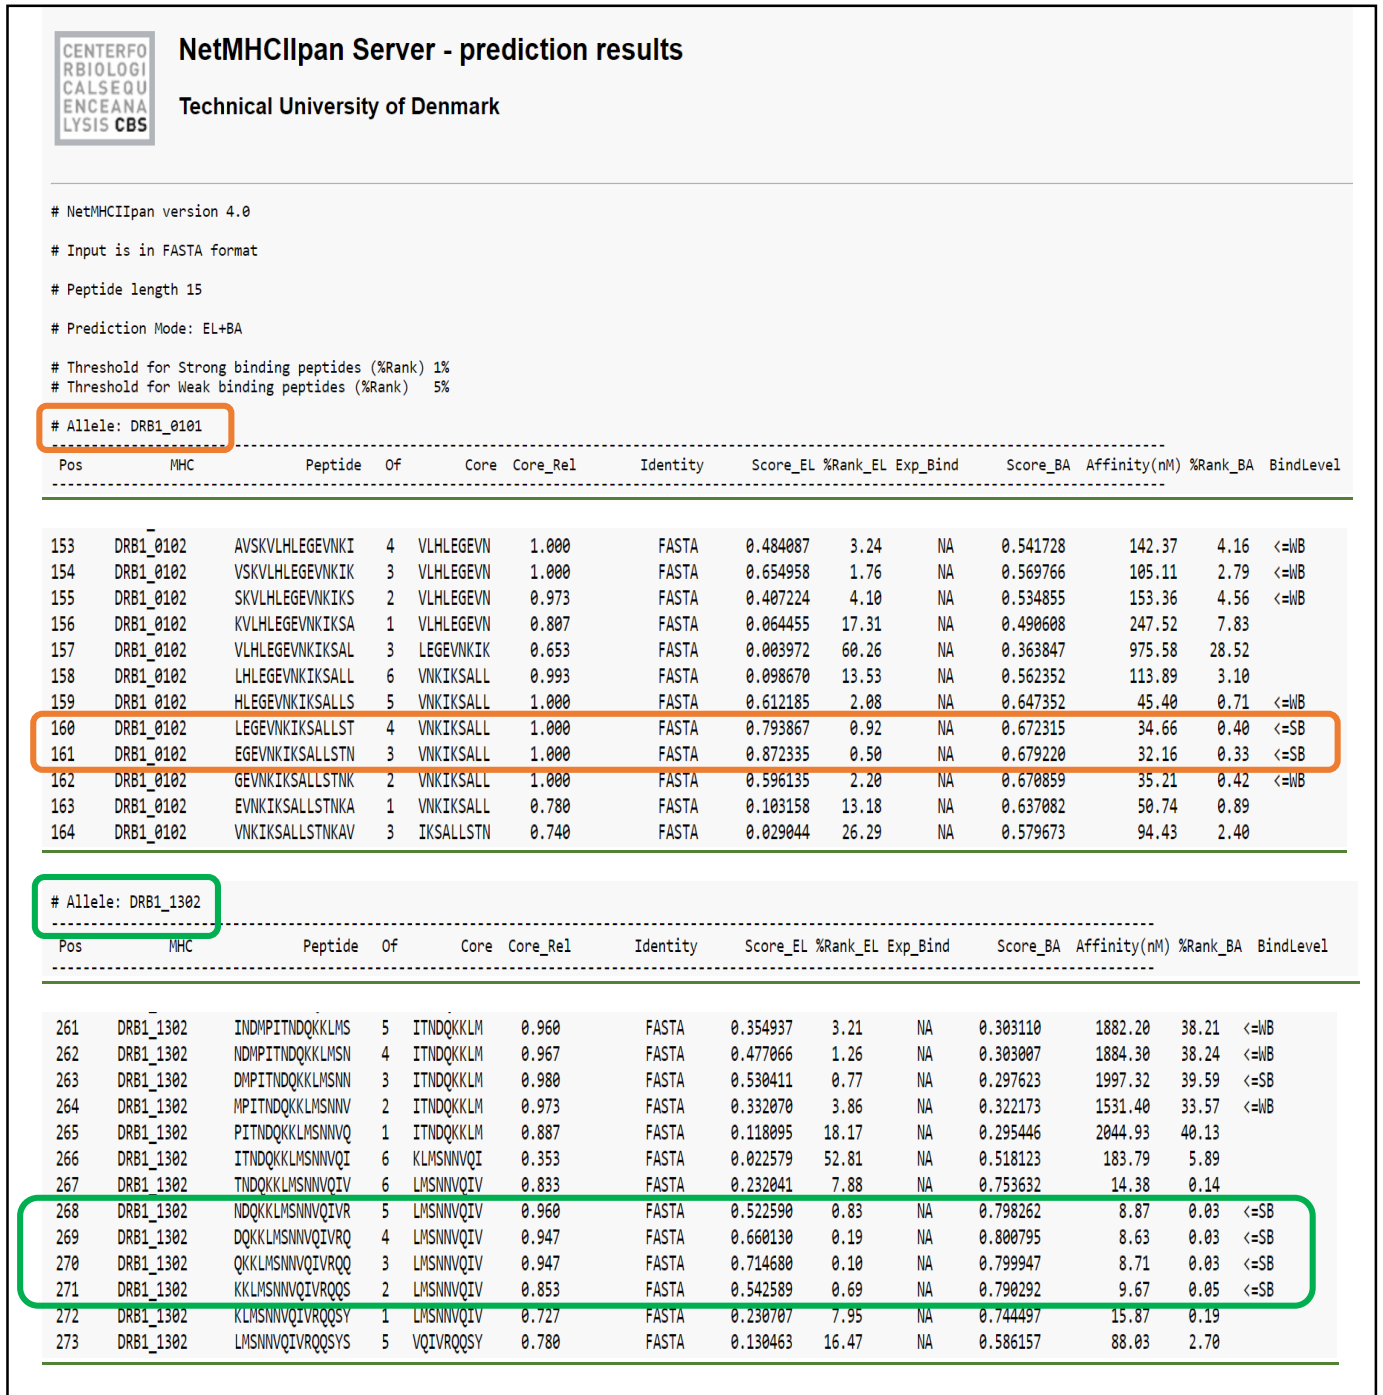 CENTERFO
RBIOLOGI
CALSEQU
ENCEANA
LYSIS CBS
NetMHCIIpan Server - prediction results
Technical University of Denmark
# NetMHCIIpan version 4.0
# Input is in FASTA format
# Peptide length 15
# Prediction Mode: EL+BA
# Threshold for Strong binding peptides (%Rank) 1%
# Threshold for Weak binding peptides (%Rank) 5%
# Allele: DRB1_0101
Pos MHC Peptide Of Core Core_Rel Identity Score_EL %Rank_EL Exp_Bind Score_BA Affinity(nM) %Rank_BA BindLevel
153 DRB1_0102 AVSKVLHLEGEVNKI 4 VLHLEGEVN 1.000 FASTA 0.484087 3.24 NA 0.541728 142.37 4.16 <=WB
154 DRB1_0102 VSKVLHLEGEVNKIK 3 VLHLEGEVN 1.000 FASTA 0.654958 1.76 NA 0.569766 105.11 2.79 <=WB
155 DRB1_0102 SKVLHLEGEVNKIKS 2 VLHLEGEVN 0.973 FASTA 0.407224 4.10 NA 0.534855 153.36 4.56 <=WB
156 DRB1_0102 KVLHLEGEVNKIKSA 1 VLHLEGEVN 0.807 FASTA 0.064455 17.31 NA 0.490608 247.52 7.83
157 DRB1_0102 VLHLEGEVNKIKSAL 3 LEGEVNKIK 0.653 FASTA 0.003972 60.26 NA 0.363847 975.58 28.52
158 DRB1_0102 LHLEGEVNKIKSALL 6 VNKIKSALL 0.993 FASTA 0.098670 13.53 NA 0.562352 113.89 3.10
159 DRB1_0102 HLEGEVNKIKSALLS 5 VNKIKSALL 1.000 FASTA 0.612185 2.08 NA 0.647352 45.40 0.71 <=WB
160 DRB1_0102 LEGEVNKIKSALLST 4 VNKIKSALL 1.000 FASTA 0.793867 0.92 NA 0.672315 34.66 0.40 <=SB
161 DRB1_0102 EGEVNKIKSALLSTN 3 VNKIKSALL 1.000 FASTA 0.872335 0.50 NA 0.679220 32.16 0.33 <=SB
162 DRB1_0102 GEVNKIKSALLSTNK 2 VNKIKSALL 1.000 FASTA 0.596135 2.20 NA 0.670859 35.21 0.42 <=WB
163 DRB1_0102 EVNKIKSALLSTNKA 1 VNKIKSALL 0.780 FASTA 0.103158 13.18 NA 0.637082 50.74 0.89
164 DRB1_0102 VNKIKSALLSTNKAV 3 IKSALLSTN 0.740 FASTA 0.029044 26.29 NA 0.579673 94.43 2.40
# Allele: DRB1_1302
Pos MHC Peptide Of Core Core_Rel Identity Score_EL %Rank_EL Exp_Bind Score_BA Affinity(nM) %Rank_BA BindLevel
261 DRB1_1302 INDMPITNDQKKLMS 5 ITNDQKKLM 0.960 FASTA 0.354937 3.21 NA 0.303110 1882.20 38.21 <=WB
262 DRB1_1302 NDMPITNDQKKLMSN 4 ITNDQKKLM 0.967 FASTA 0.477066 1.26 NA 0.303007 1884.30 38.24 <=WB
263 DRB1_1302 DMPITNDQKKLMSNN 3 ITNDQKKLM 0.980 FASTA 0.530411 0.77 NA 0.297623 1997.32 39.59 <=SB
264 DRB1_1302 MPITNDQKKLMSNNV 2 ITNDQKKLM 0.973 FASTA 0.332070 3.86 NA 0.322173 1531.40 33.57 <=WB
265 DRB1_1302 PITNDQKKLMSNNVQ 1 ITNDQKKLM 0.887 FASTA 0.118095 18.17 NA 0.295446 2044.93 40.13
266 DRB1_1302 ITNDQKKLMSNNVQI 6 KLMSNNVQI 0.353 FASTA 0.022579 52.81 NA 0.518123 183.79 5.89
267 DRB1_1302 TNDQKKLMSNNVQIV 6 LMSNNVQIV 0.833 FASTA 0.232041 7.88 NA 0.753632 14.38 0.14
268 DRB1_1302 NDQKKLMSNNVQIVR 5 LMSNNVQIV 0.960 FASTA 0.522590 0.83 NA 0.798262 8.87 0.03 <=SB
269 DRB1_1302 DQKKLMSNNVQIVRQ 4 LMSNNVQIV 0.947 FASTA 0.660130 0.19 NA 0.800795 8.63 0.03 <=SB
270 DRB1_1302 QKKLMSNNVQIVRQQ 3 LMSNNVQIV 0.947 FASTA 0.714680 0.10 NA 0.799947 8.71 0.03 <=SB
271 DRB1_1302 KKLMSNNVQIVRQQS 2 LMSNNVQIV 0.853 FASTA 0.542589 0.69 NA 0.790292 9.67 0.05 <=SB
272 DRB1_1302 KLMSNNVQIVRQQSY 1 LMSNNVQIV 0.727 FASTA 0.230707 7.95 NA 0.744497 15.87 0.19
273 DRB1_1302 LMSNNVQIVRQQSYS 5 VQIVRQQSY 0.780 FASTA 0.130463 16.47 NA 0.586157 88.03 2.70